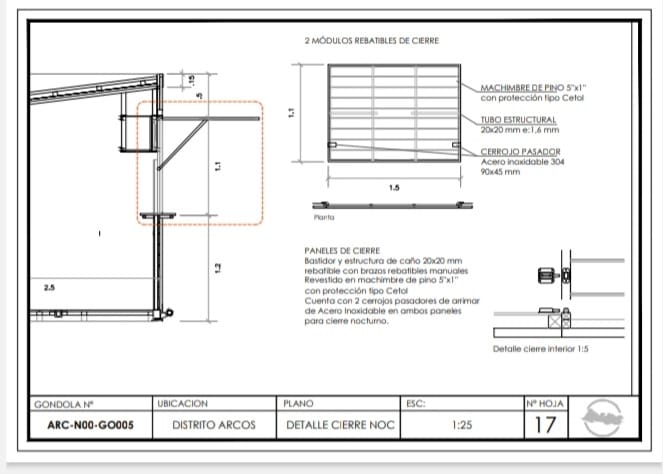 2 MÓDULOS REBATIBLES DE CIERRE
.15
.5
1.1
1.2
2.5
1.1
1.5
MACHIMBRE DE PINO 5"x1"
con protección tipo Cetol
TUBO ESTRUCTURAL
20x20 mm e:1,6 mm
CERROJO PASADOR
Acero inoxidable 304
90x45 mm
Planta
PANELES DE CIERRE
Bastidor y estructura de caño 20x20 mm
rebatible con brazos rebatibles manuales
Revestido en machimbre de pino 5"x1"
con protección tipo Cetol
Cuenta con 2 cerrojos pasadores de arrimar
de Acero Inoxidable en ambos paneles
para cierre nocturno.
Detalle cierre interior 1:5
GONDOLA N°
ARC-N00-GO005
UBICACION
DISTRITO ARCOS
PLANO
DETALLE CIERRE NOC
ESC:
1:25
N° HOJA
17